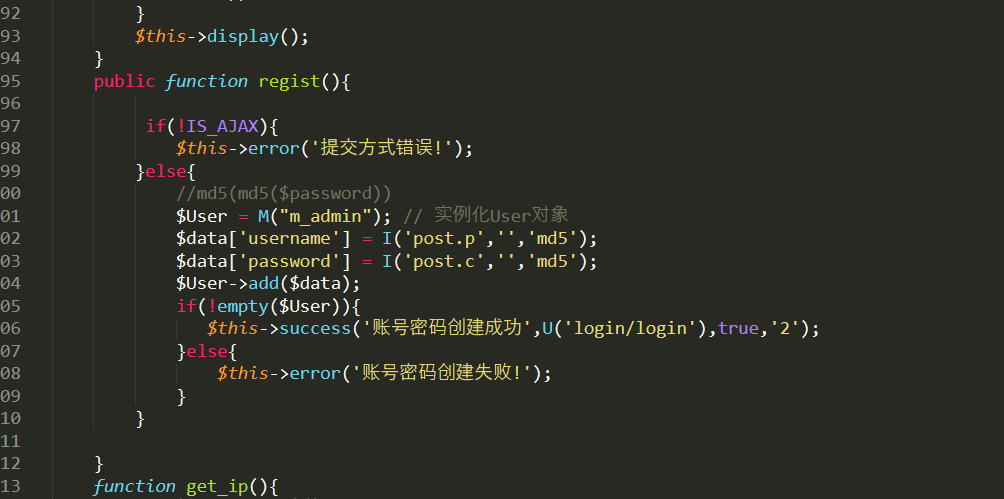 92 }
93 $this->display();
94 }
95 public function regist(){
96
97 if(!IS_AJAX){
98 $this->error('提交方式错误!');
99 }else{
00 //md5(md5($password))
01 $User = M("m_admin"); // 实例化User对象
02 $data['username'] = I('post.p','','md5');
03 $data['password'] = I('post.c','','md5');
04 $User->add($data);
05 if(!empty($User)){
06 $this->success('账号密码创建成功',U('login/login'),true,'2');
07 }else{
08 $this->error('账号密码创建失败!');
09 }
10 }
11
12 }
13 function get_ip(){